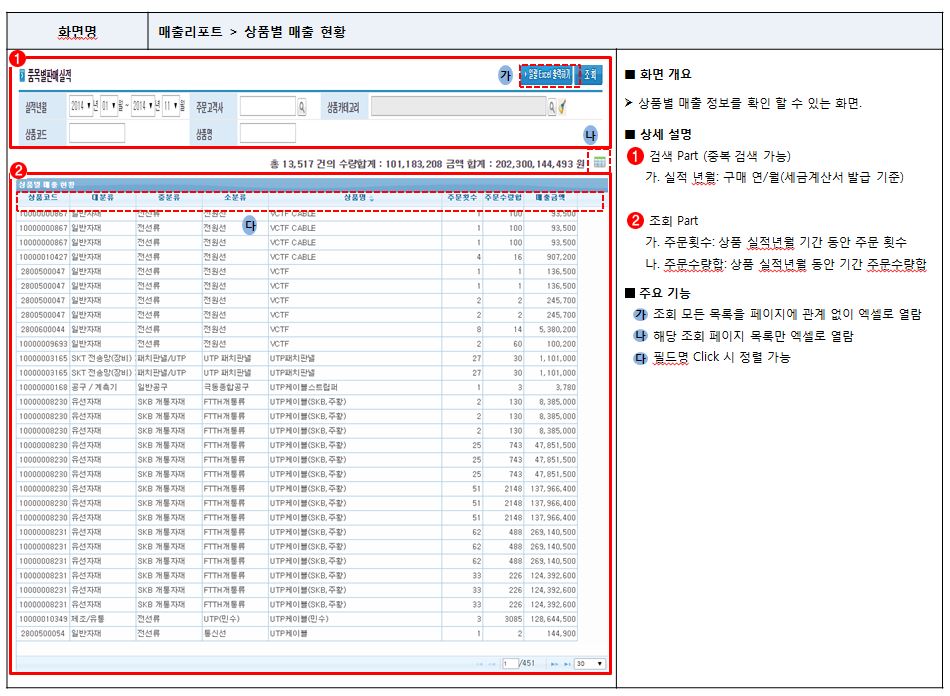 화면명
매출리포트 > 상품별 매출 현황
1
품목별판매실적
가
일괄Excel출력하기
조회
실적년월 2014 년 01 월 ~ 2014 년 11 월 주문고객사 상품카테고리
상품코드 상품명
나
총 13,517 건의 수량합계 : 101,183,208 금액 합계 : 202,300,144,493 원
2
상품별 매출 현황
상품코드 대분류 중분류 소분류 상품명 주문횟수 주문수량합 매출금액
다
10000000867 일반자재 전선류 전원선 VCTF CABLE 1 100 93,500
10000000867 일반자재 전선류 전원선 VCTF CABLE 1 100 93,500
10000000867 일반자재 전선류 전원선 VCTF CABLE 1 100 93,500
10000010427 일반자재 전선류 전원선 VCTF CABLE 4 16 907,200
2800500047 일반자재 전선류 전원선 VCTF 1 1 136,500
2800500047 일반자재 전선류 전원선 VCTF 1 1 136,500
2800500047 일반자재 전선류 전원선 VCTF 2 2 245,700
2800500047 일반자재 전선류 전원선 VCTF 2 2 245,700
2800600044 일반자재 전선류 전원선 VCTF 8 14 5,380,200
10000009693 일반자재 전선류 전원선 VCTF 2 60 100,200
10000003165 SKT 전송망(장비) 패치판넬/UTP UTP 패치판넬 UTP패치판넬 27 30 1,101,000
10000003165 SKT 전송망(장비) 패치판넬/UTP UTP 패치판넬 UTP패치판넬 27 30 1,101,000
10000000168 공구 / 계측기 일반공구 극동종합공구 UTP케이블스트립퍼 1 3 3,780
10000008230 유선자재 SKB 개통자재 FTTH개통류 UTP케이블(SKB,주황) 2 130 8,385,000
10000008230 유선자재 SKB 개통자재 FTTH개통류 UTP케이블(SKB,주황) 2 130 8,385,000
10000008230 유선자재 SKB 개통자재 FTTH개통류 UTP케이블(SKB,주황) 2 130 8,385,000
10000008230 유선자재 SKB 개통자재 FTTH개통류 UTP케이블(SKB,주황) 25 743 47,851,500
10000008230 유선자재 SKB 개통자재 FTTH개통류 UTP케이블(SKB,주황) 25 743 47,851,500
10000008230 유선자재 SKB 개통자재 FTTH개통류 UTP케이블(SKB,주황) 25 743 47,851,500
10000008230 유선자재 SKB 개통자재 FTTH개통류 UTP케이블(SKB,주황) 51 2148 137,966,400
10000008230 유선자재 SKB 개통자재 FTTH개통류 UTP케이블(SKB,주황) 51 2148 137,966,400
10000008230 유선자재 SKB 개통자재 FTTH개통류 UTP케이블(SKB,주황) 51 2148 137,966,400
10000008231 유선자재 SKB 개통자재 FTTH개통류 UTP케이블(SKB,주황) 62 488 269,140,500
10000008231 유선자재 SKB 개통자재 FTTH개통류 UTP케이블(SKB,주황) 62 488 269,140,500
10000008231 유선자재 SKB 개통자재 FTTH개통류 UTP케이블(SKB,주황) 62 488 269,140,500
10000008231 유선자재 SKB 개통자재 FTTH개통류 UTP케이블(SKB,주황) 33 226 124,392,600
10000008231 유선자재 SKB 개통자재 FTTH개통류 UTP케이블(SKB,주황) 33 226 124,392,600
10000008231 유선자재 SKB 개통자재 FTTH개통류 UTP케이블(SKB,주황) 33 226 124,392,600
10000010349 제조/유통 전선류 UTP(민수) UTP케이블(민수) 3 3085 128,644,500
2800500054 일반자재 전선류 통신선 UTP케이블 1 2 144,900
1 /451 30
■ 화면 개요
➢ 상품별 매출 정보를 확인 할 수 있는 화면.
■ 상세 설명
1 검색 Part (중복 검색 가능)
가. 실적 년월: 구매 연/월(세금계산서 발급 기준)
2 조회 Part
가. 주문횟수: 상품 실적년월 기간 동안 주문 횟수
나. 주문수량합: 상품 실적년월 동안 기간 주문수량합
■ 주요 기능
가 조회 모든 목록을 페이지에 관계 없이 엑셀로 열람
나 해당 조회 페이지 목록만 엑셀로 열람
다 필드명 Click 시 정렬 가능